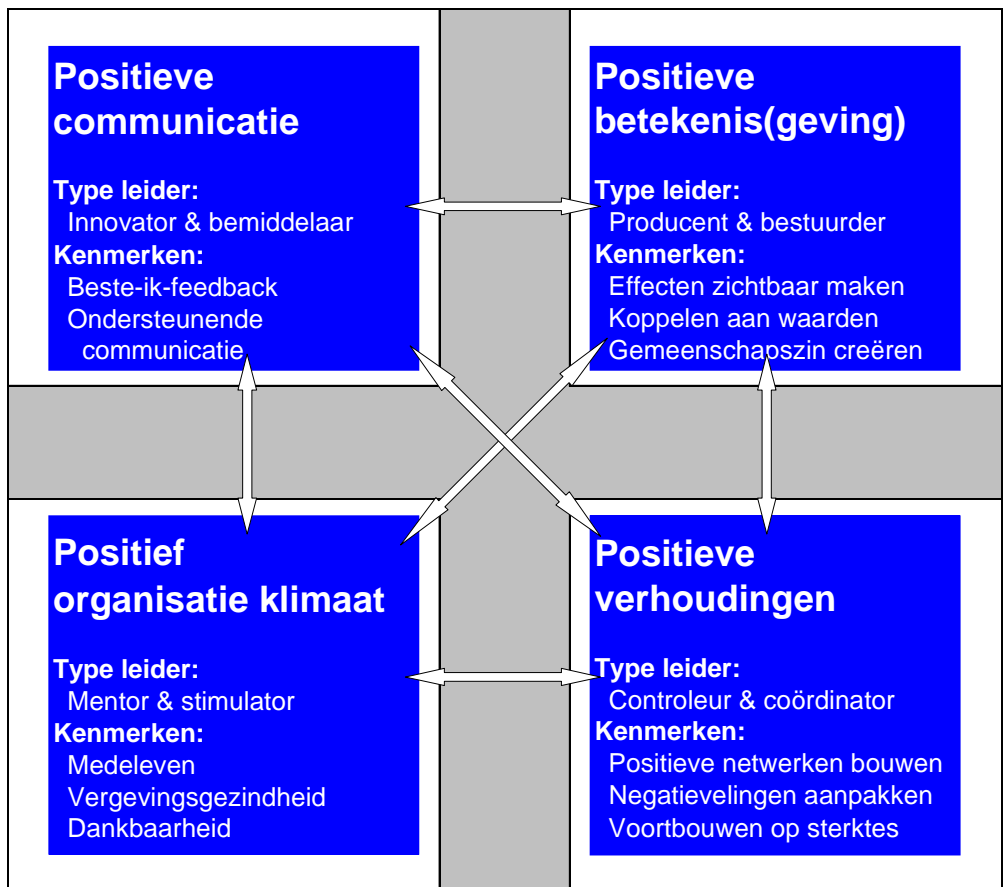 Positieve
communicatie
Type leider:
Innovator & bemiddelaar
Kenmerken:
Beste-ik-feedback
Ondersteunende
communicatie
Positieve
betekenis(geving)
Type leider:
Producent & bestuurder
Kenmerken:
Effecten zichtbaar maken
Koppelen aan waarden
Gemeenschapszin creëren
Positief
organisatie klimaat
Type leider:
Mentor & stimulator
Kenmerken:
Medeleven
Vergevingsgezindheid
Dankbaarheid
Positieve
verhoudingen
Type leider:
Controleur & coördinator
Kenmerken:
Positieve netwerken bouwen
Negatievelingen aanpakken
Voortbouwen op sterktes